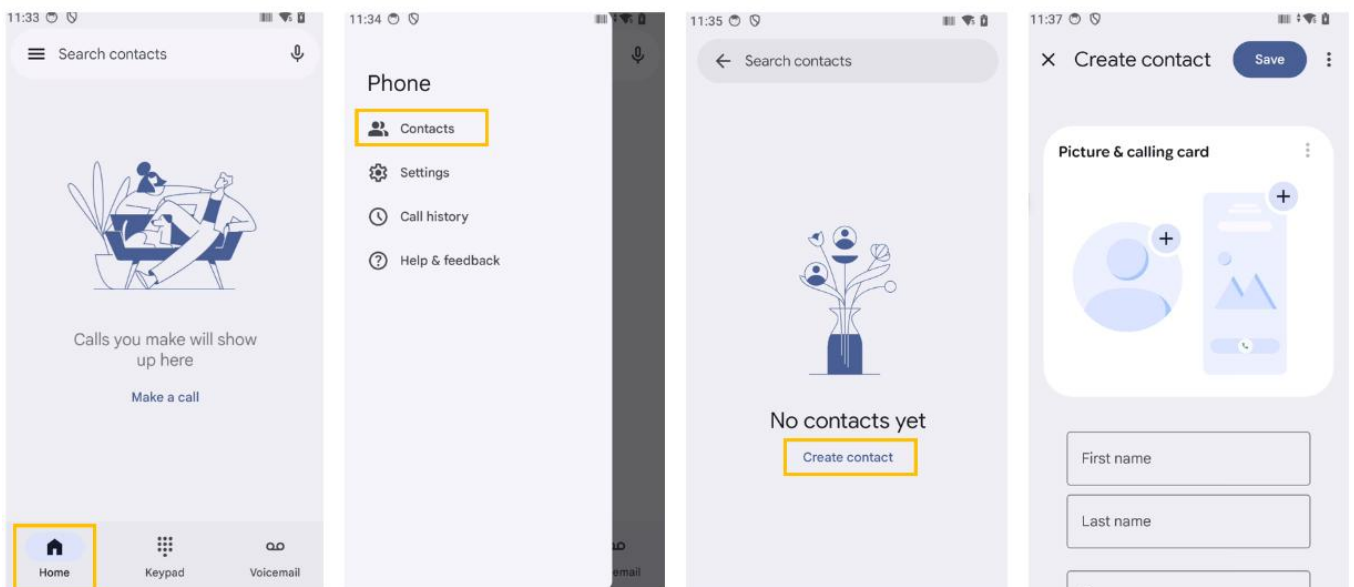 11:33
Search contacts
Calls you make will show
up here
Make a call
Home
Keypad
Voicemail
11:34
Phone
Contacts
Settings
Call history
Help & feedback
email
11:35
Search contacts
No contacts yet
Create contact
11:37
Create contact
Save
Picture & calling card
First name
Last name